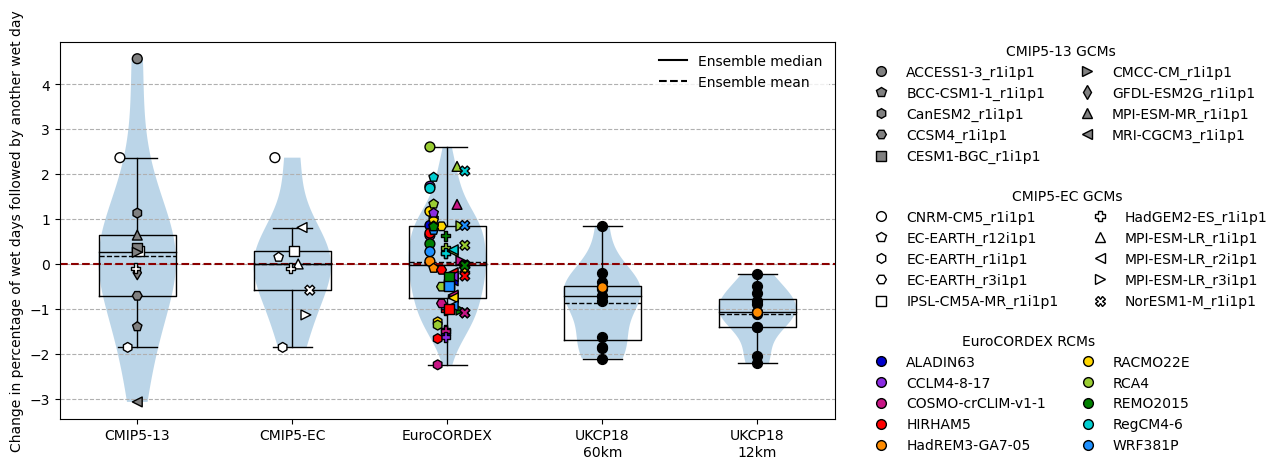 Change in percentage of wet days followed by another wet day
4
3
2
1
0
−1
−2
−3
CMIP5-13
CMIP5-EC
EuroCORDEX
UKCP18
60km
UKCP18
12km
Ensemble median
Ensemble mean
CMIP5-13 GCMs
ACCESS1-3_r1i1p1
BCC-CSM1-1_r1i1p1
CanESM2_r1i1p1
CCSM4_r1i1p1
CESM1-BGC_r1i1p1
CMCC-CM_r1i1p1
GFDL-ESM2G_r1i1p1
MPI-ESM-MR_r1i1p1
MRI-CGCM3_r1i1p1
CMIP5-EC GCMs
CNRM-CM5_r1i1p1
EC-EARTH_r12i1p1
EC-EARTH_r1i1p1
EC-EARTH_r3i1p1
IPSL-CM5A-MR_r1i1p1
HadGEM2-ES_r1i1p1
MPI-ESM-LR_r1i1p1
MPI-ESM-LR_r2i1p1
MPI-ESM-LR_r3i1p1
NorESM1-M_r1i1p1
EuroCORDEX RCMs
ALADIN63
CCLM4-8-17
COSMO-crCLIM-v1-1
HIRHAM5
HadREM3-GA7-05
RACMO22E
RCA4
REMO2015
RegCM4-6
WRF381P